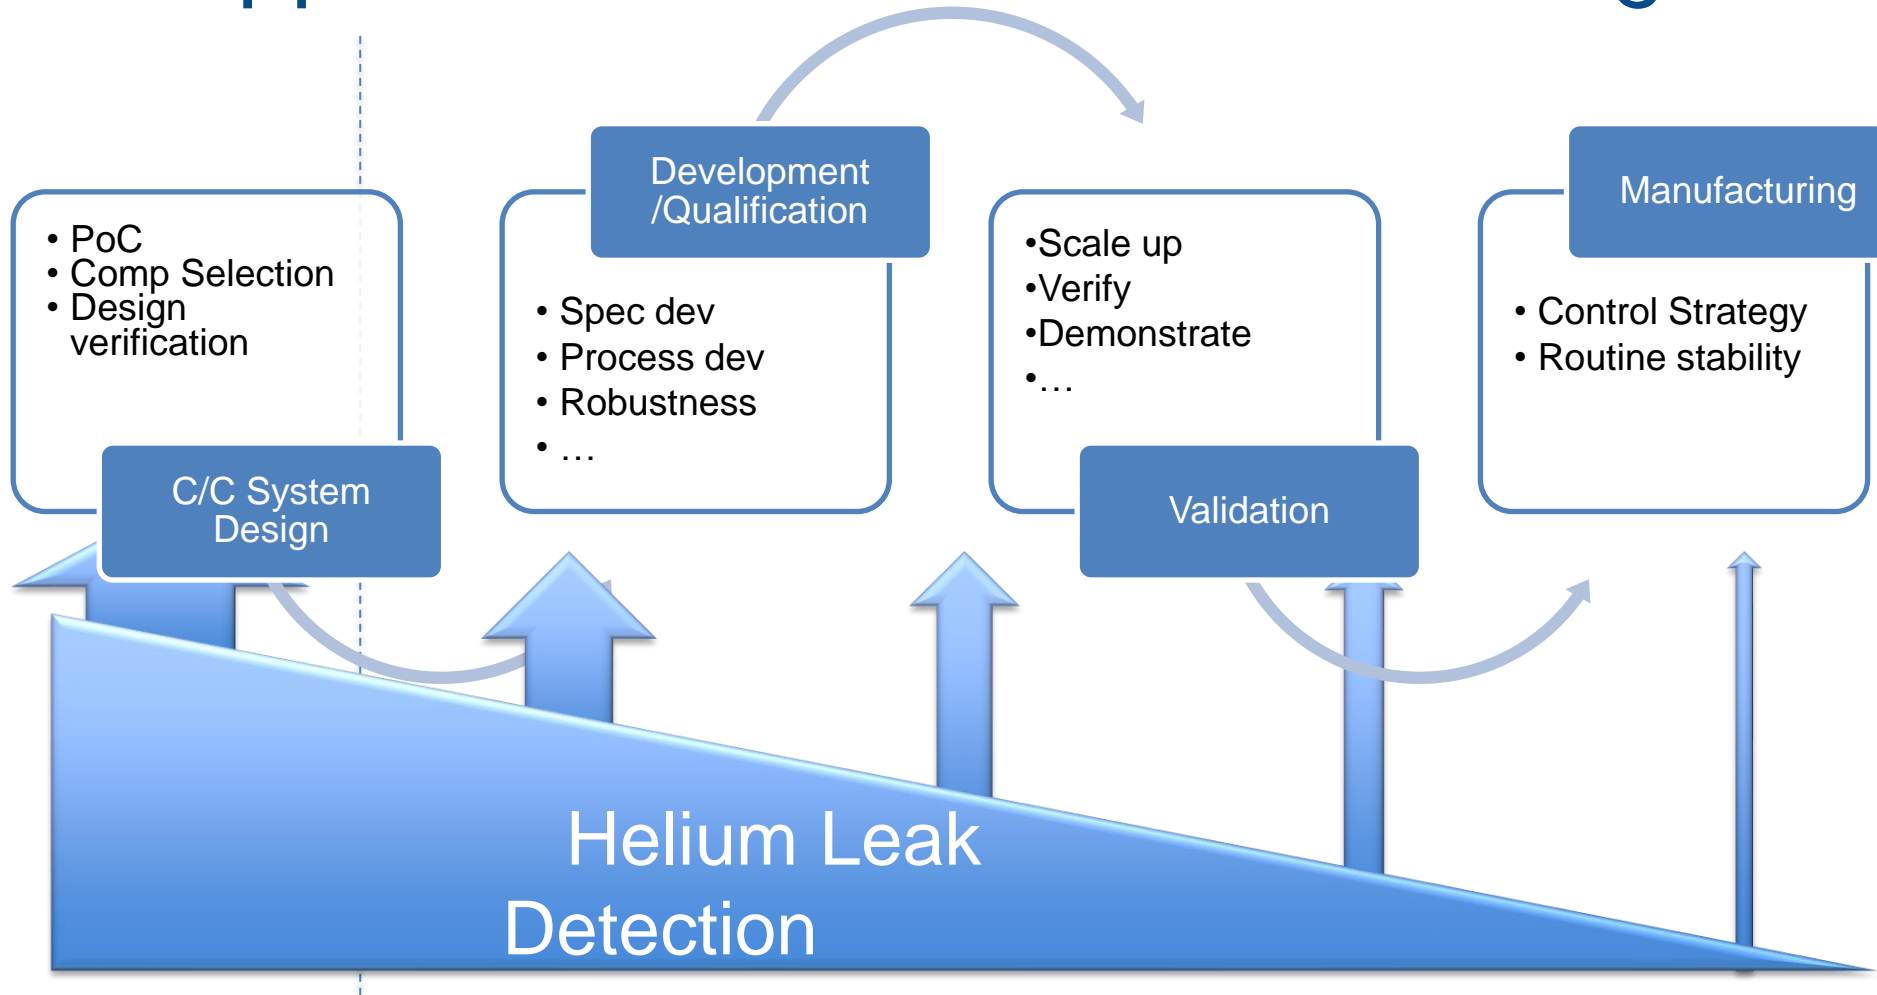 • PoC
• Comp Selection
• Design
verification
C/C System
Design
Development
/Qualification
• Spec dev
• Process dev
• Robustness
• …
•Scale up
•Verify
•Demonstrate
•…
Validation
Manufacturing
• Control Strategy
• Routine stability
Helium Leak
Detection